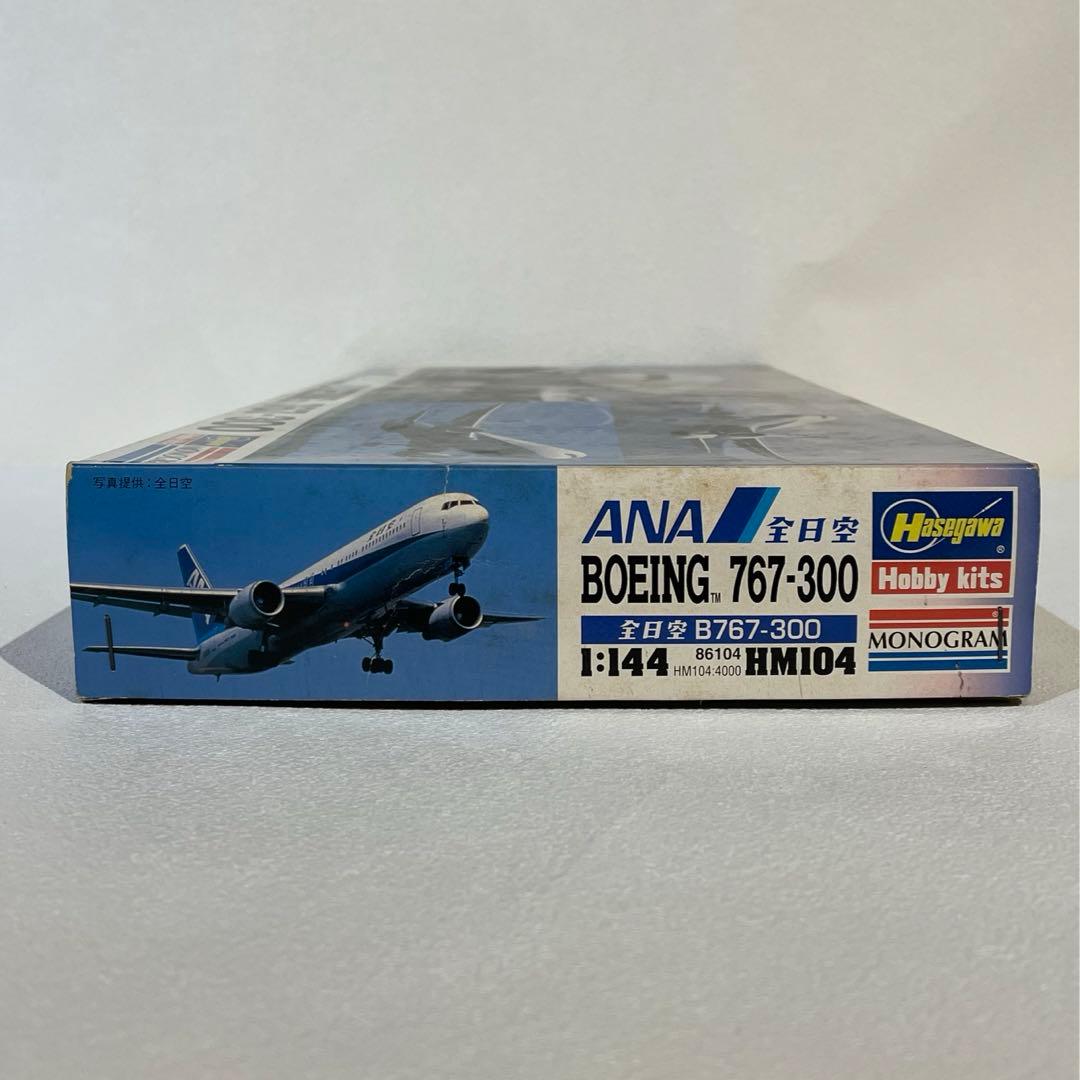 写真提供：全日空
ANA 全日空
BOEING™ 767-300
全日空 B767-300
1:144 86104 HM104:4000 HM104
Hasegawa ®
Hobby kits
MONOGRAM ®